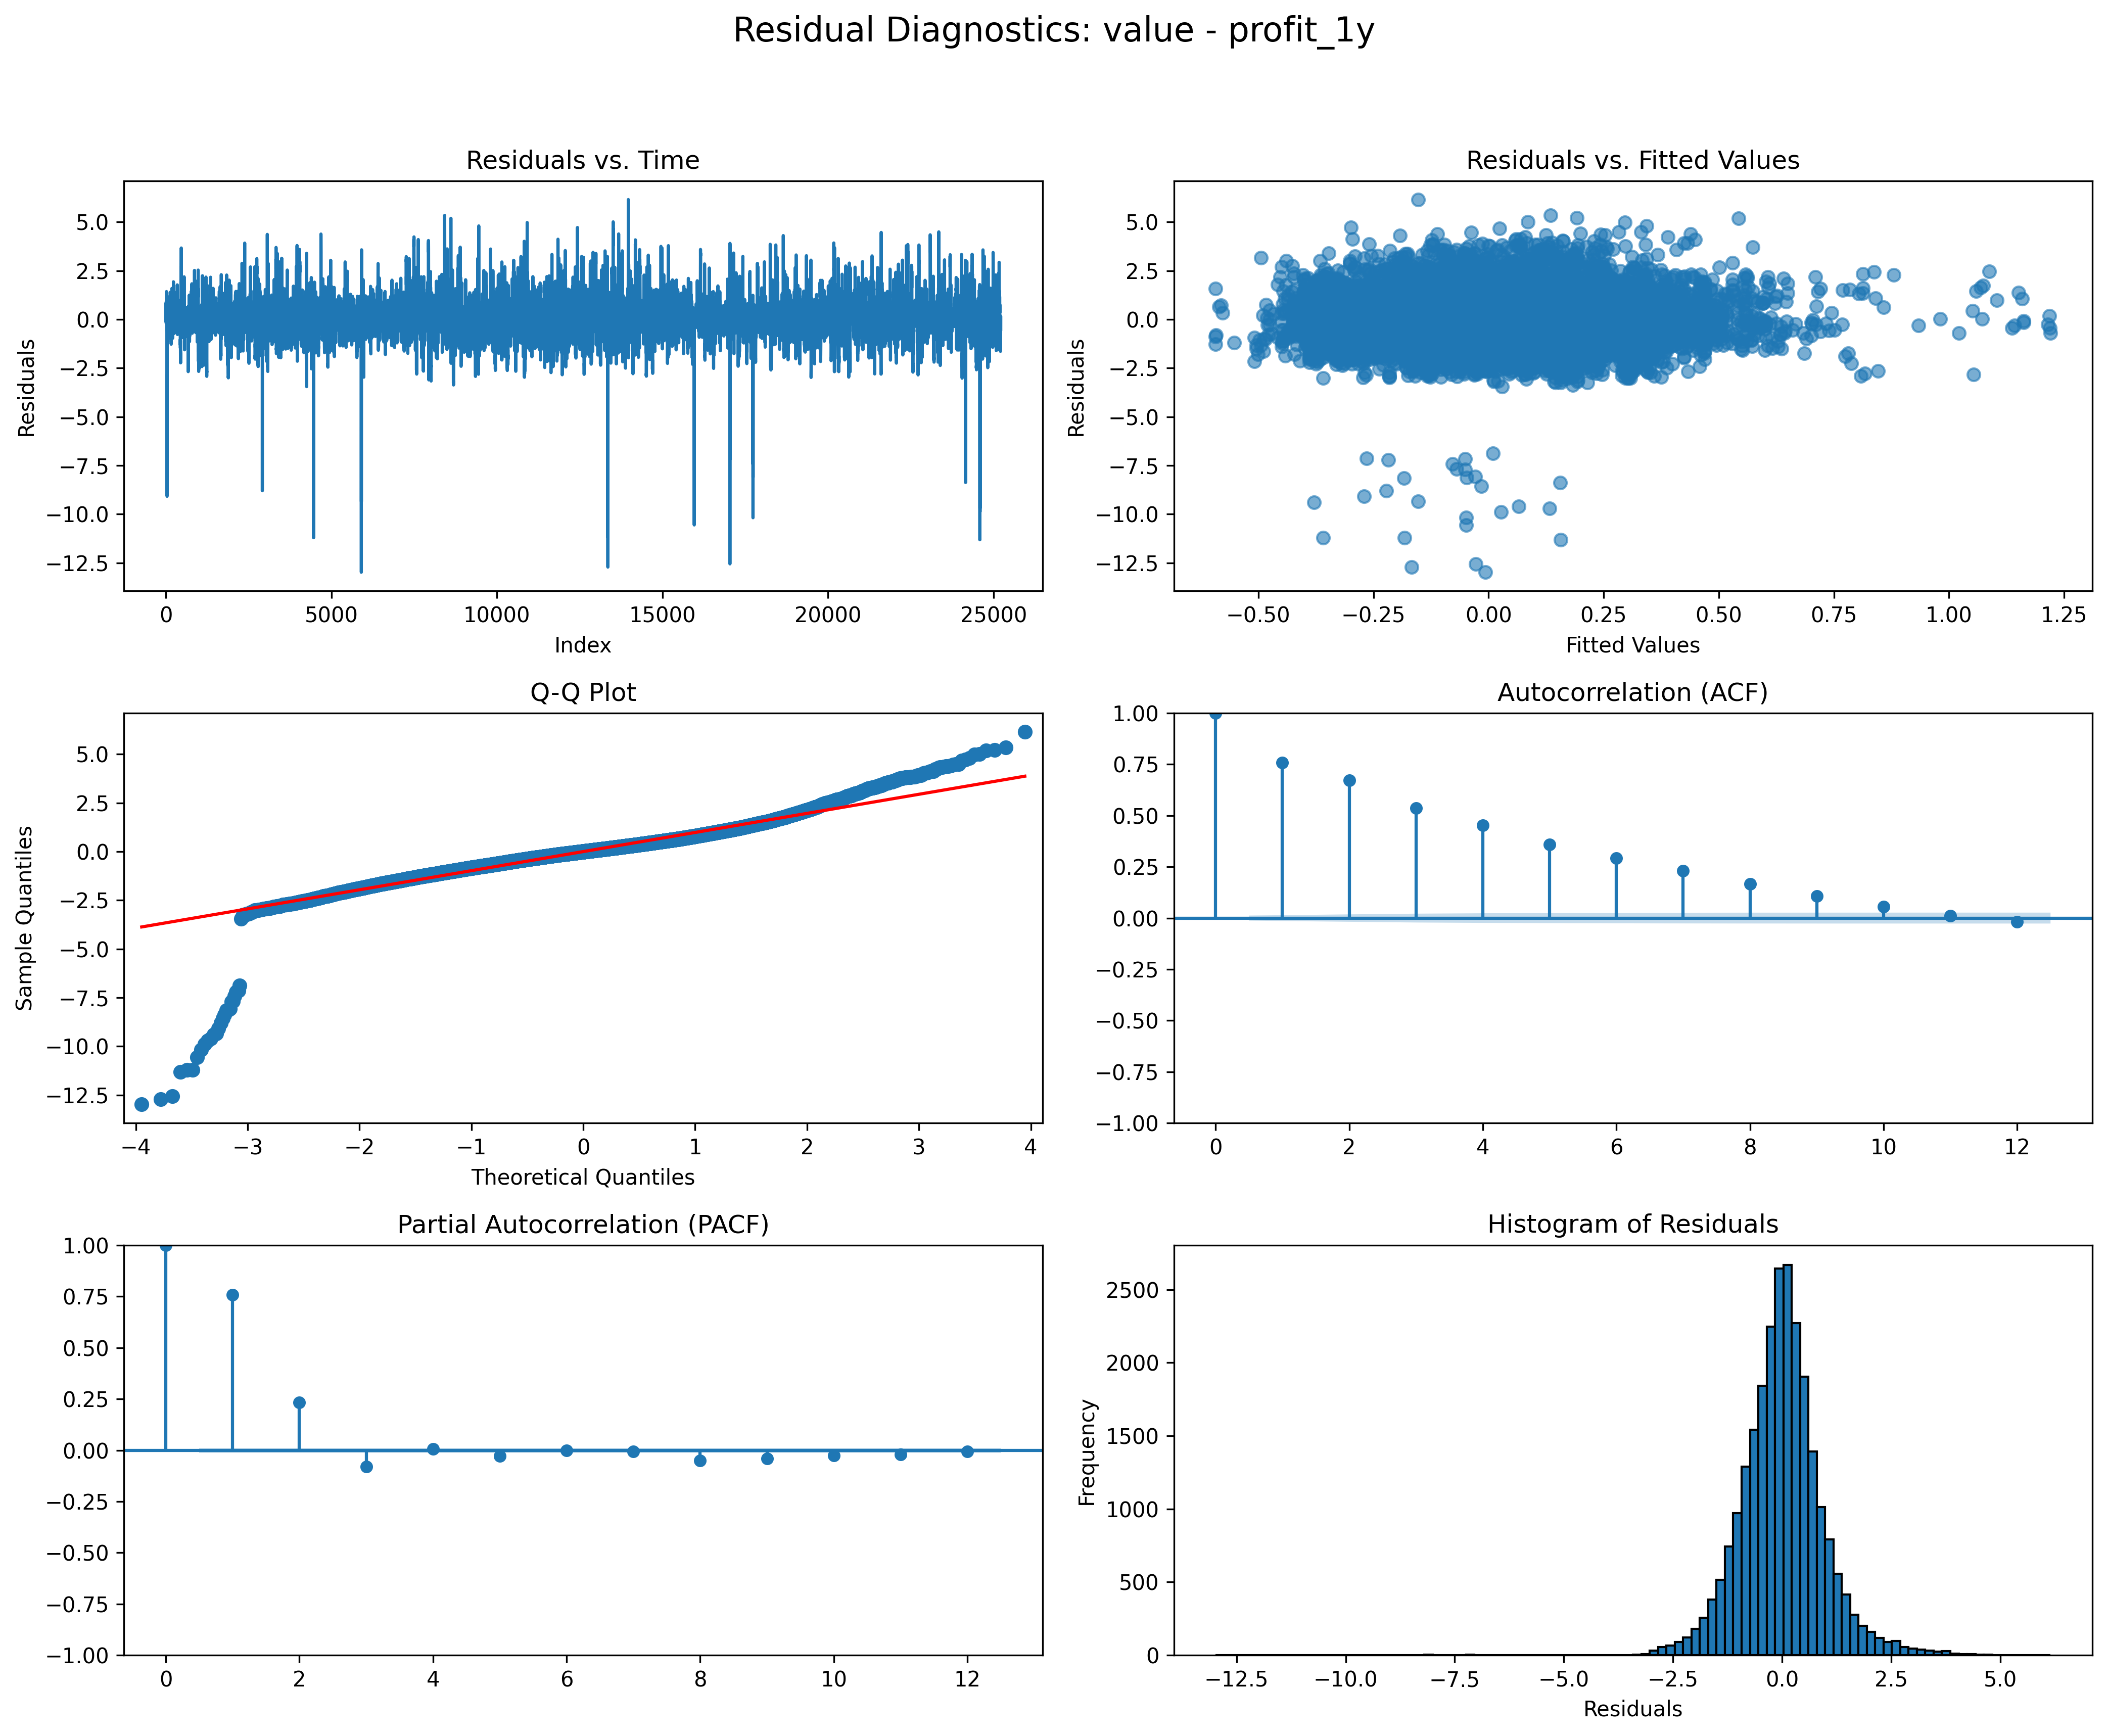 Residual Diagnostics: value - profit_1y
Residuals vs. Time
Residuals
5.0
2.5
0.0
−2.5
−5.0
−7.5
−10.0
−12.5
0 5000 10000 15000 20000 25000
Index
Residuals vs. Fitted Values
Residuals
5.0
2.5
0.0
−2.5
−5.0
−7.5
−10.0
−12.5
−0.50 −0.25 0.00 0.25 0.50 0.75 1.00 1.25
Fitted Values
Q-Q Plot
Sample Quantiles
5.0
2.5
0.0
−2.5
−5.0
−7.5
−10.0
−12.5
−4 −3 −2 −1 0 1 2 3 4
Theoretical Quantiles
Autocorrelation (ACF)
1.00
0.75
0.50
0.25
0.00
−0.25
−0.50
−0.75
−1.00
0 2 4 6 8 10 12
Partial Autocorrelation (PACF)
1.00
0.75
0.50
0.25
0.00
−0.25
−0.50
−0.75
−1.00
0 2 4 6 8 10 12
Histogram of Residuals
Frequency
2500
2000
1500
1000
500
0
−12.5 −10.0 −7.5 −5.0 −2.5 0.0 2.5 5.0
Residuals